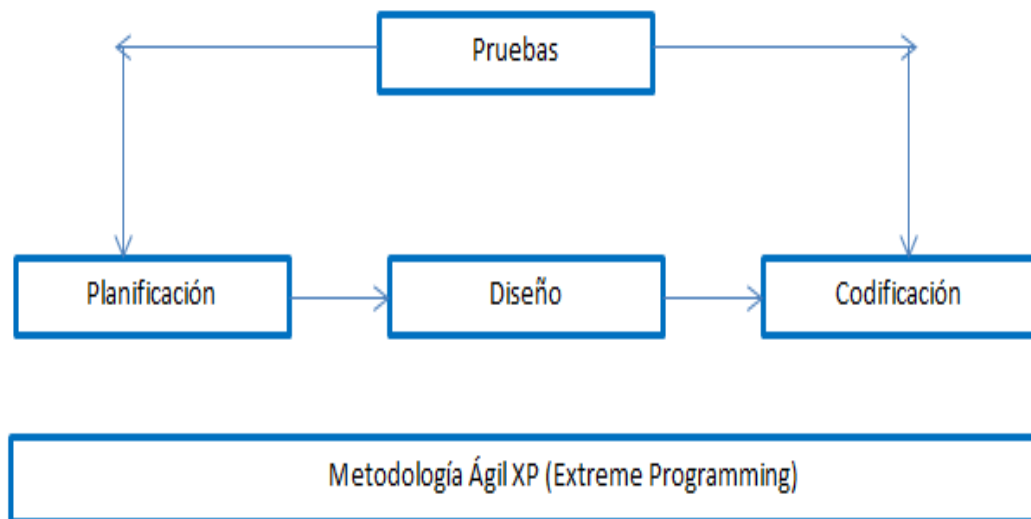 Pruebas
Planificación
Diseño
Codificación
Metodología Ágil XP (Extreme Programming)